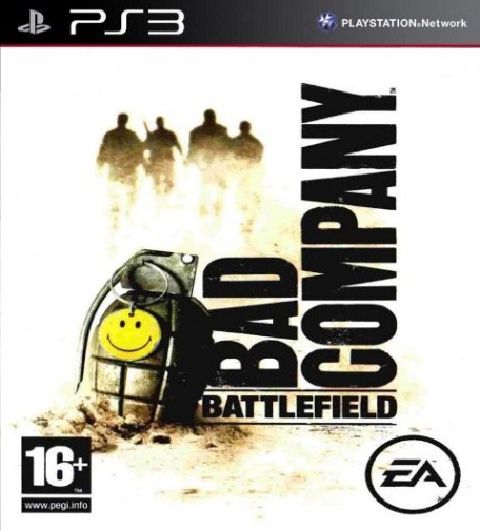 PS3
PLAYSTATION®Network
BAD
COMPANY
BATTLEFIELD
16+
www.pegi.info
EA